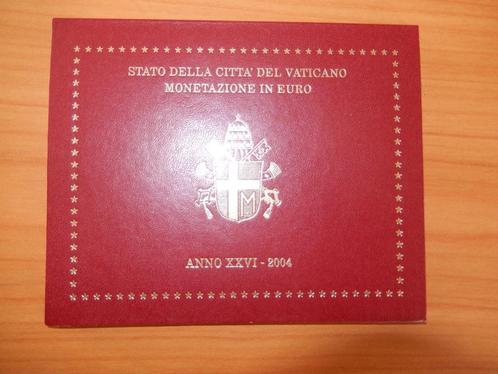 STATO DELLA CITTA' DEL VATICANO
MONETAZIONE IN EURO
M
ANNO XXVI - 2004